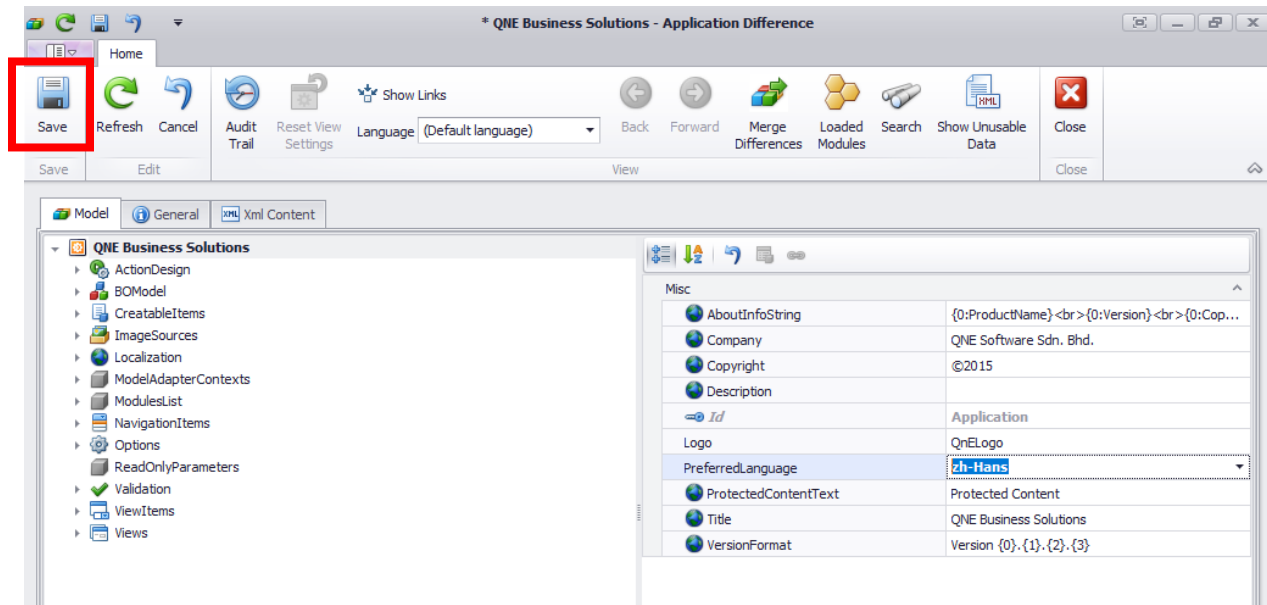 * QNE Business Solutions - Application Difference
Home
Save
Refresh
Cancel
Audit Trail
Reset View Settings
Show Links
Language (Default language)
Back
Forward
Merge Differences
Loaded Modules
Search
XML
Show Unusable Data
Close
Save
Edit
View
Close
Model
General
XML Xml Content
QNE Business Solutions
ActionDesign
BOModel
CreatableItems
ImageSources
Localization
ModelAdapterContexts
ModulesList
NavigationItems
Options
ReadOnlyParameters
Validation
ViewItems
Views
A Z
Misc
AboutInfoString {0:ProductName}<br>{0:Version}<br>{0:Cop...
Company QNE Software Sdn. Bhd.
Copyright ©2015
Description
Id Application
Logo QnELogo
PreferredLanguage zh-Hans
ProtectedContentText Protected Content
Title QNE Business Solutions
VersionFormat Version {0}.{1}.{2}.{3}